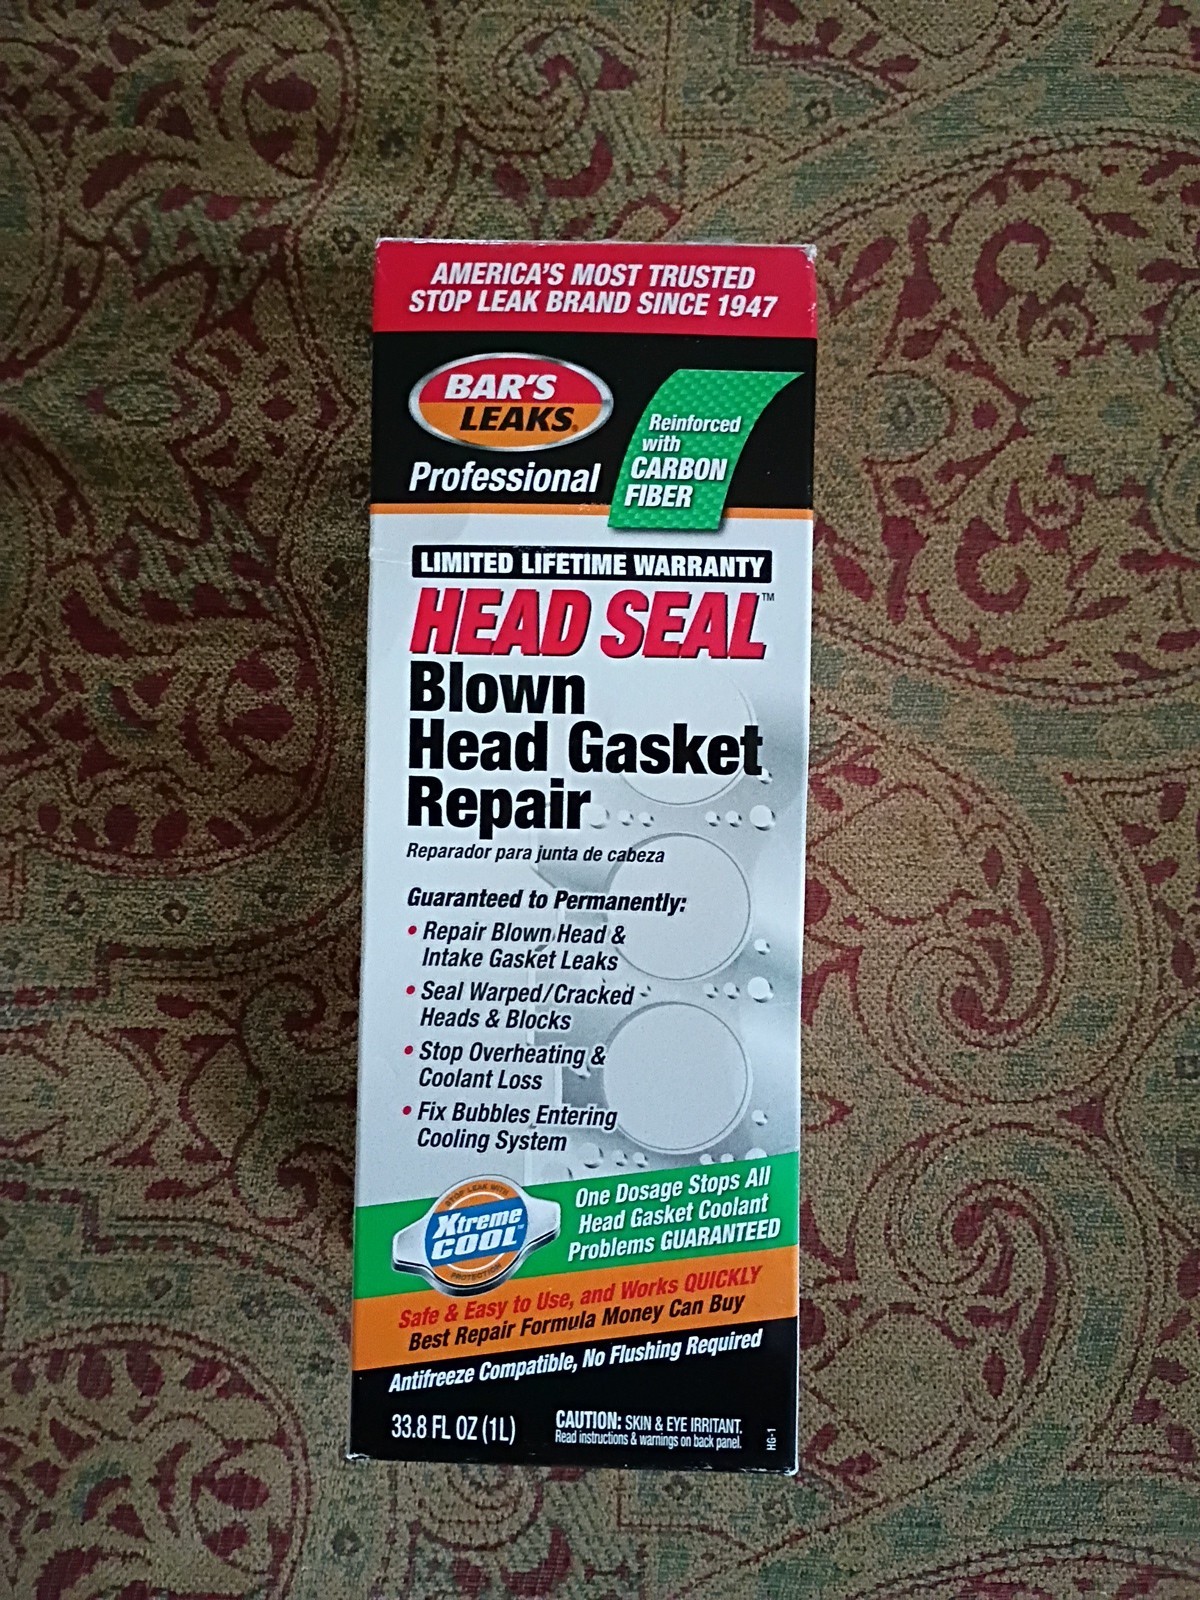 AMERICA'S MOST TRUSTED
STOP LEAK BRAND SINCE 1947
BAR'S
LEAKS®
Professional
Reinforced
with
CARBON
FIBER
LIMITED LIFETIME WARRANTY
HEAD SEAL™
Blown
Head Gasket
Repair
Reparador para junta de cabeza
Guaranteed to Permanently:
• Repair Blown Head &
Intake Gasket Leaks
• Seal Warped/Cracked
Heads & Blocks
• Stop Overheating &
Coolant Loss
• Fix Bubbles Entering
Cooling System
STOP LEAK WITH
Xtreme
COOL™
PROTECTION
One Dosage Stops All
Head Gasket Coolant
Problems GUARANTEED
Safe & Easy to Use, and Works QUICKLY
Best Repair Formula Money Can Buy
Antifreeze Compatible, No Flushing Required
33.8 FL OZ (1L)
CAUTION: SKIN & EYE IRRITANT.
Read instructions & warnings on back panel.
HG-1